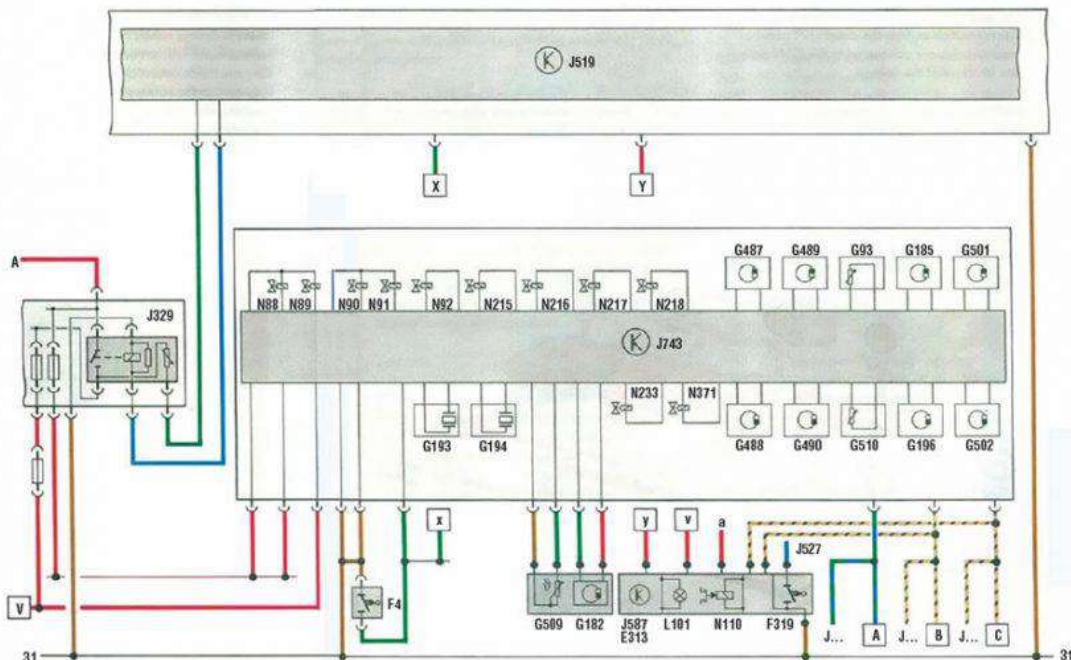 J519
X
Y
A
G487
G489
G93
G185
G501
N88
N89
N90
N91
N92
N215
N216
N217
N218
J329
J743
N233
N371
G193
G194
G488
G490
G510
G196
G502
x
y
v
a
J527
V
F4
G509
G182
J587
E313
L101
N110
F319
J...
A
J...
B
J...
C
31
31